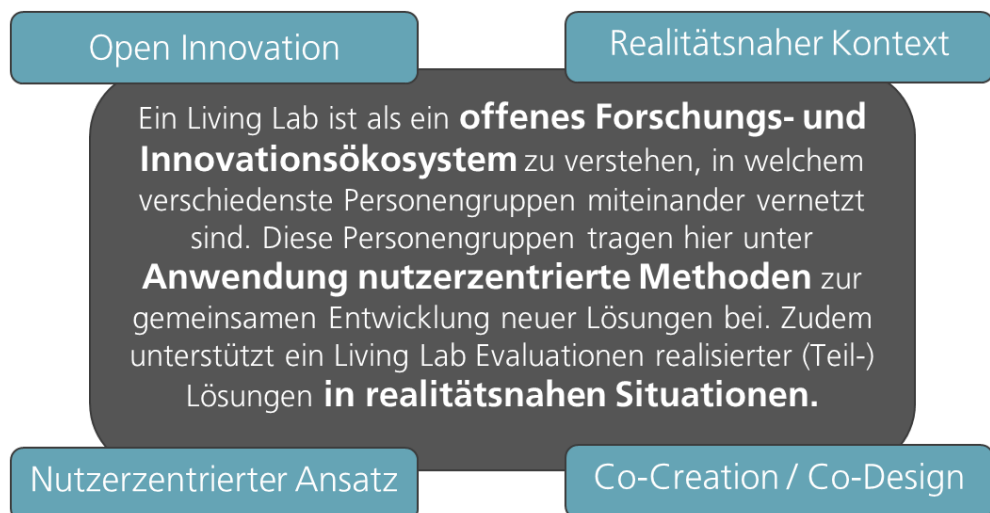 Open Innovation
Realitätsnaher Kontext
Ein Living Lab ist als ein offenes Forschungs- und
Innovationsökosystem zu verstehen, in welchem
verschiedenste Personengruppen miteinander vernetzt
sind. Diese Personengruppen tragen hier unter
Anwendung nutzerzentrierte Methoden zur
gemeinsamen Entwicklung neuer Lösungen bei. Zudem
unterstützt ein Living Lab Evaluationen realisierter (Teil-)
Lösungen in realitätsnahen Situationen.
Nutzerzentrierter Ansatz
Co-Creation / Co-Design